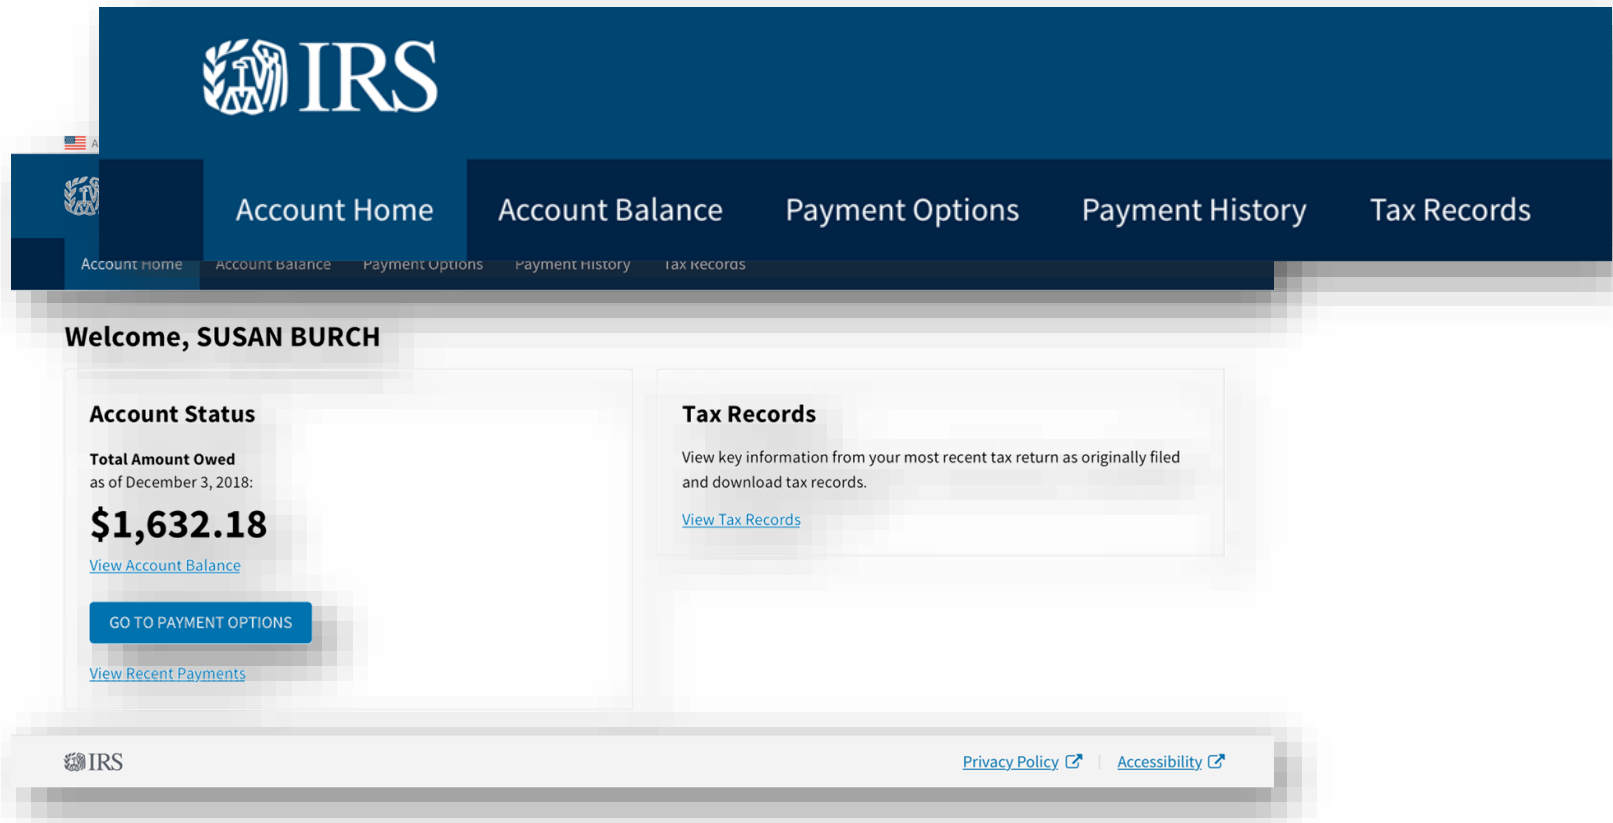 IRS
A
Account Home Account Balance Payment Options Payment History Tax Records
Account Home Account Balance Payment Options Payment History Tax Records
Welcome, SUSAN BURCH
Account Status
Total Amount Owed
as of December 3, 2018:
$1,632.18
View Account Balance
GO TO PAYMENT OPTIONS
View Recent Payments
Tax Records
View key information from your most recent tax return as originally filed
and download tax records.
View Tax Records
IRS
Privacy Policy | Accessibility